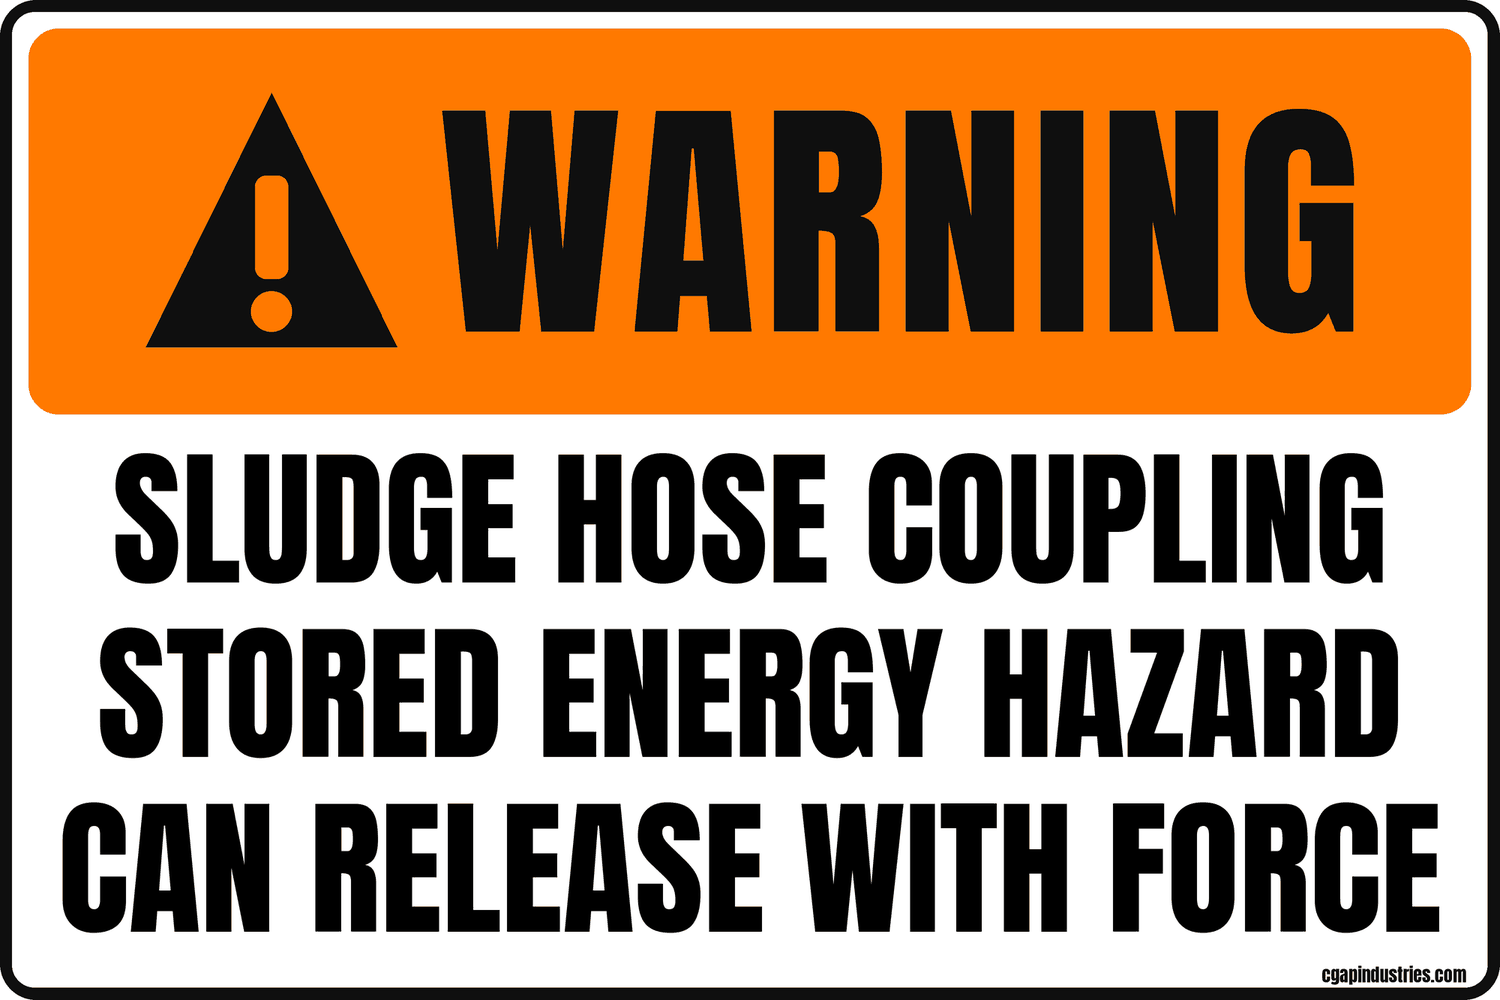 WARNING
SLUDGE HOSE COUPLING
STORED ENERGY HAZARD
CAN RELEASE WITH FORCE
cgapindustries.com